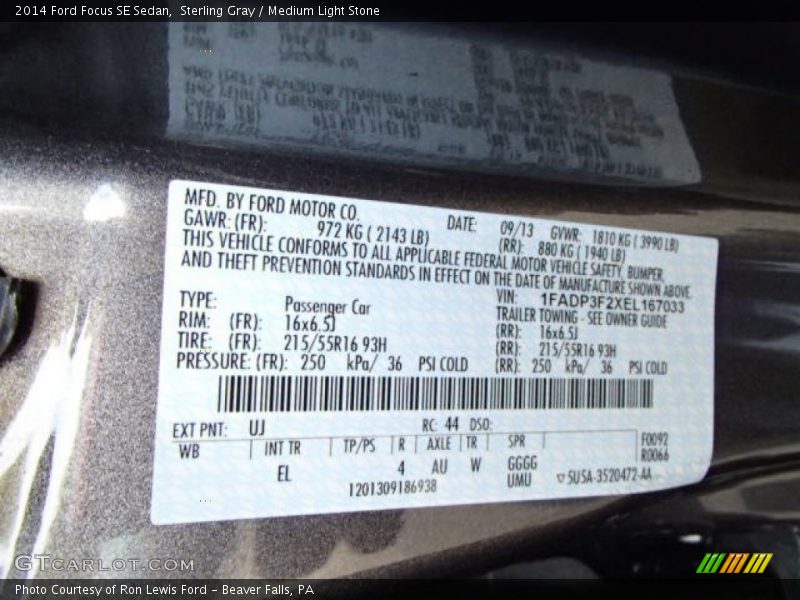 2014 Ford Focus SE Sedan, Sterling Gray / Medium Light Stone
MFD. BY FORD MOTOR CO.
DATE: 09/13 GVWR: 1810 KG ( 3990 LB)
GAWR: (FR): 972 KG ( 2143 LB) (RR): 880 KG ( 1940 LB)
THIS VEHICLE CONFORMS TO ALL APPLICABLE FEDERAL MOTOR VEHICLE SAFETY, BUMPER,
AND THEFT PREVENTION STANDARDS IN EFFECT ON THE DATE OF MANUFACTURE SHOWN ABOVE.
VIN: 1FADP3F2XEL167033
TYPE: Passenger Car TRAILER TOWING - SEE OWNER GUIDE
RIM: (FR): 16x6.5J (RR): 16x6.5J
TIRE: (FR): 215/55R16 93H (RR): 215/55R16 93H
PRESSURE: (FR): 250 kPa/ 36 PSI COLD (RR): 250 kPa/ 36 PSI COLD
EXT PNT: UJ RC: 44 DSO:
WB INT TR TP/PS R AXLE TR SPR F0092
R0066
EL 4 AU W GGGG
UMU
1201309186938 ▽5USA-3520472-AA
GTCARLOT.COM
Photo Courtesy of Ron Lewis Ford - Beaver Falls, PA